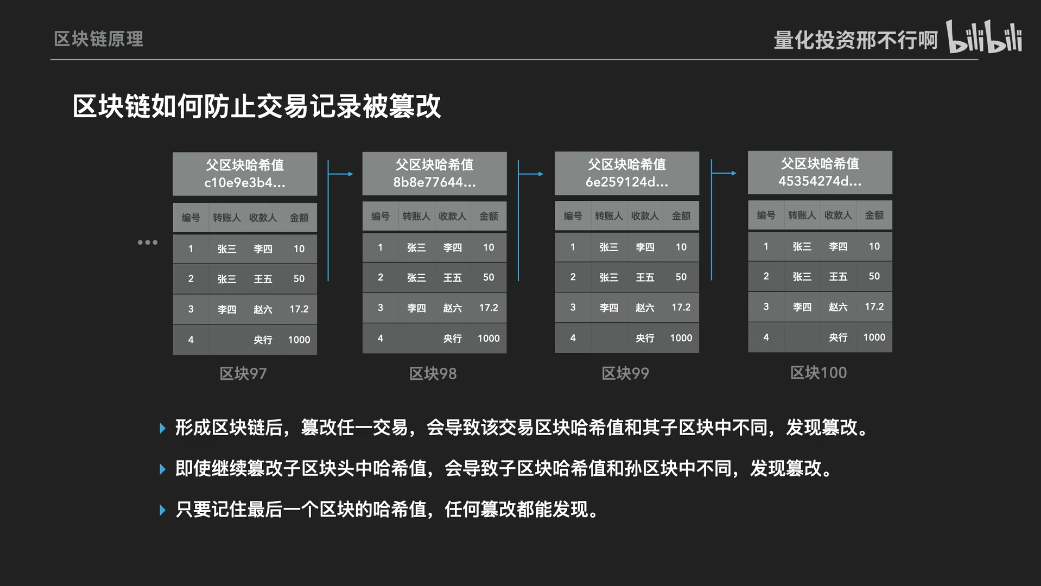 区块链原理
量化投资邢不行啊 bilibili
区块链如何防止交易记录被篡改
父区块哈希值
c10e9e3b4...
编号 转账人 收款人 金额
1 张三 李四 10
2 张三 王五 50
3 李四 赵六 17.2
4 央行 1000
区块97
父区块哈希值
8b8e77644...
编号 转账人 收款人 金额
1 张三 李四 10
2 张三 王五 50
3 李四 赵六 17.2
4 央行 1000
区块98
父区块哈希值
6e259124d...
编号 转账人 收款人 金额
1 张三 李四 10
2 张三 王五 50
3 李四 赵六 17.2
4 央行 1000
区块99
父区块哈希值
45354274d...
编号 转账人 收款人 金额
1 张三 李四 10
2 张三 王五 50
3 李四 赵六 17.2
4 央行 1000
区块100
...
形成区块链后，篡改任一交易，会导致该交易区块哈希值和其子区块中不同，发现篡改。
即使继续篡改子区块头中哈希值，会导致子区块哈希值和孙区块中不同，发现篡改。
只要记住最后一个区块的哈希值，任何篡改都能发现。